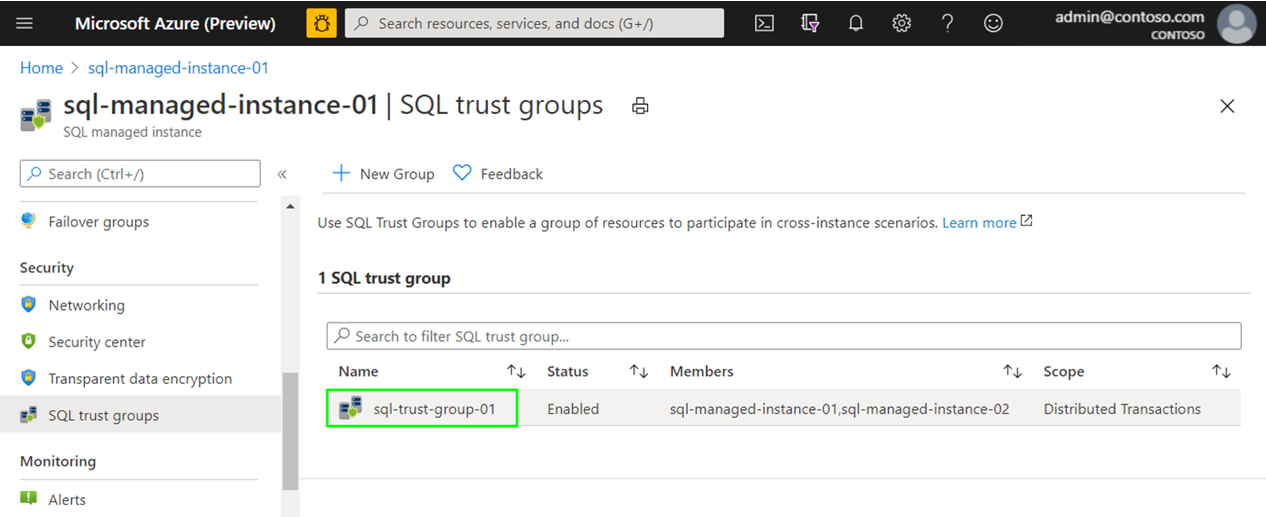 Microsoft Azure (Preview)
Search resources, services, and docs (G+/)
admin@contoso.com
CONTOSO
Home > sql-managed-instance-01
sql-managed-instance-01 | SQL trust groups
SQL managed instance
Search (Ctrl+/)
«
New Group
Feedback
Failover groups
Use SQL Trust Groups to enable a group of resources to participate in cross-instance scenarios. Learn more
Security
1 SQL trust group
Networking
Search to filter SQL trust group...
Security center
Name Status Members Scope
Transparent data encryption
SQL trust groups
sql-trust-group-01 Enabled sql-managed-instance-01,sql-managed-instance-02 Distributed Transactions
Monitoring
Alerts